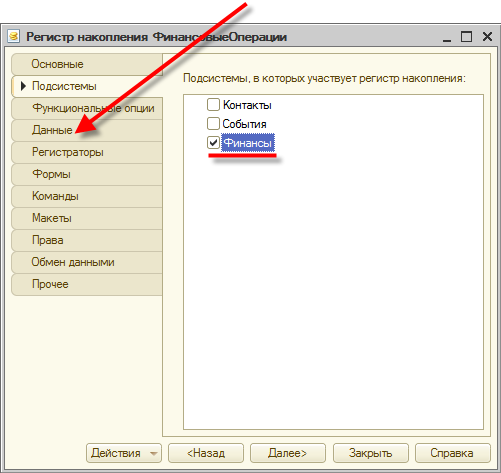 Регистр накопления ФинансовыеОперации
Основные
Подсистемы
Функциональные опции
Данные
Регистраторы
Формы
Команды
Макеты
Права
Обмен данными
Прочее
Подсистемы, в которых участвует регистр накопления:
Контакты
События
Финансы
Действия
<Назад
Далее>
Закрыть
Справка